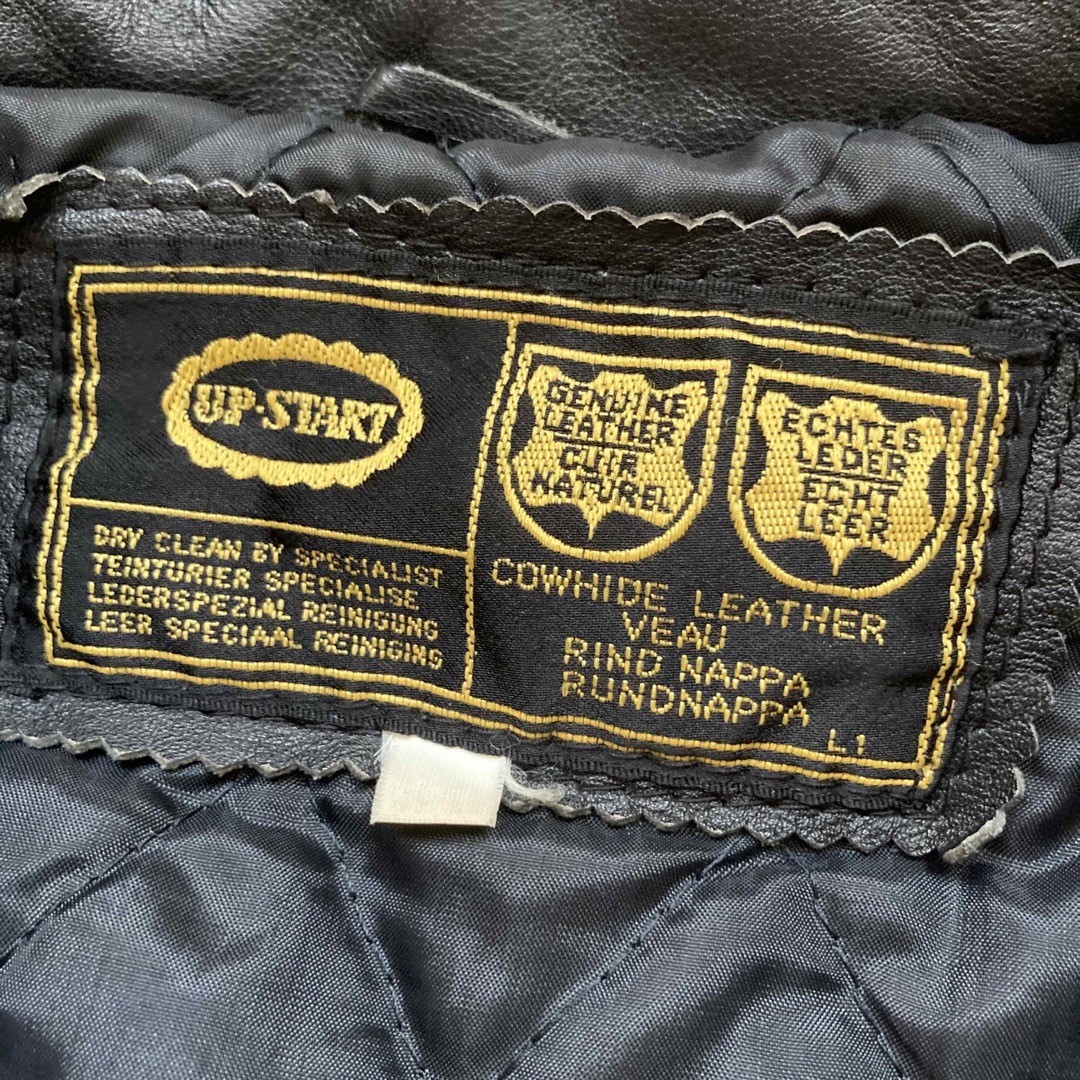 UP-START
DRY CLEAN BY SPECIALIST
TEINTURIER SPECIALISE
LEDERSPEZIAL REINIGUNG
LEER SPECIAAL REINIGING
GENUINE
LEATHER
CUIR
NATUREL
ECHTES
LEDER
ECHT
LEER
COWHIDE LEATHER
VEAU
RIND NAPPA
RUNDNAPPA
L1